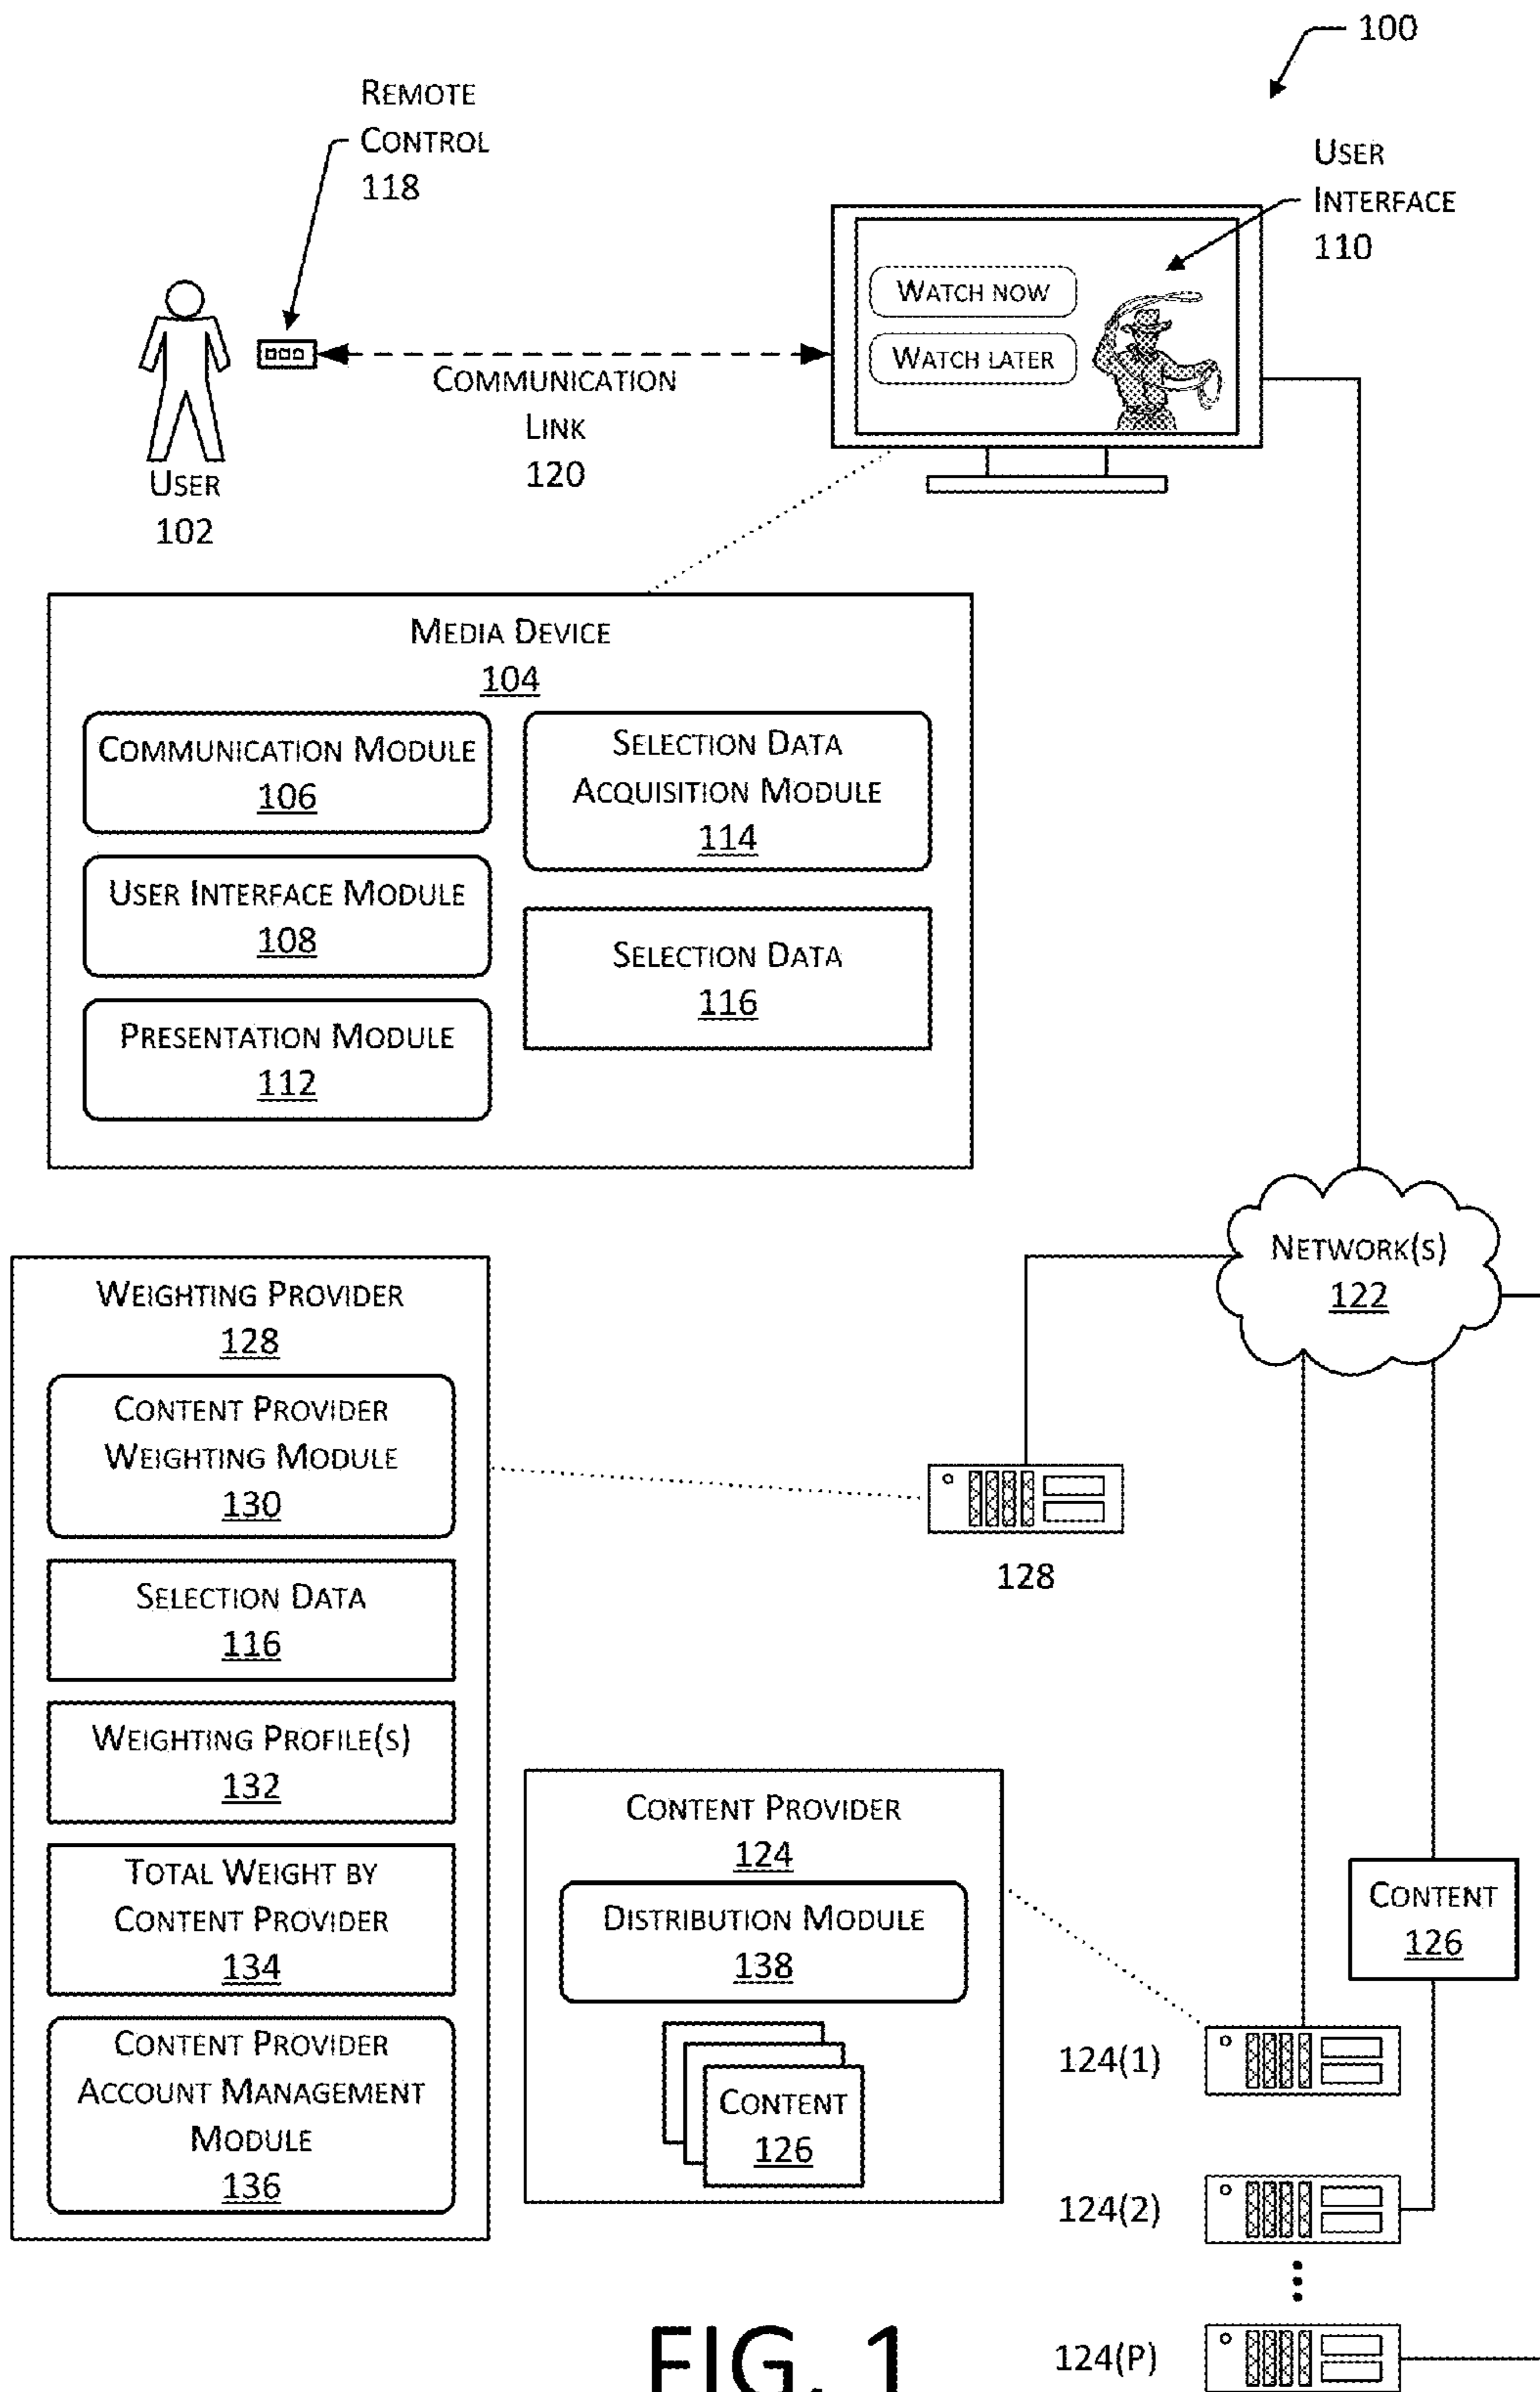 100
REMOTE
CONTROL
118
USER
INTERFACE
110
WATCH NOW
WATCH LATER
COMMUNICATION
LINK
120
USER
102
MEDIA DEVICE
104
COMMUNICATION MODULE
106
USER INTERFACE MODULE
108
PRESENTATION MODULE
112
SELECTION DATA
ACQUISITION MODULE
114
SELECTION DATA
116
NETWORK(S)
122
WEIGHTING PROVIDER
128
CONTENT PROVIDER
WEIGHTING MODULE
130
SELECTION DATA
116
WEIGHTING PROFILE(S)
132
TOTAL WEIGHT BY
CONTENT PROVIDER
134
CONTENT PROVIDER
ACCOUNT MANAGEMENT
MODULE
136
128
CONTENT PROVIDER
124
DISTRIBUTION MODULE
138
CONTENT
126
CONTENT
126
124(1)
124(2)
124(P)
FIG. 1